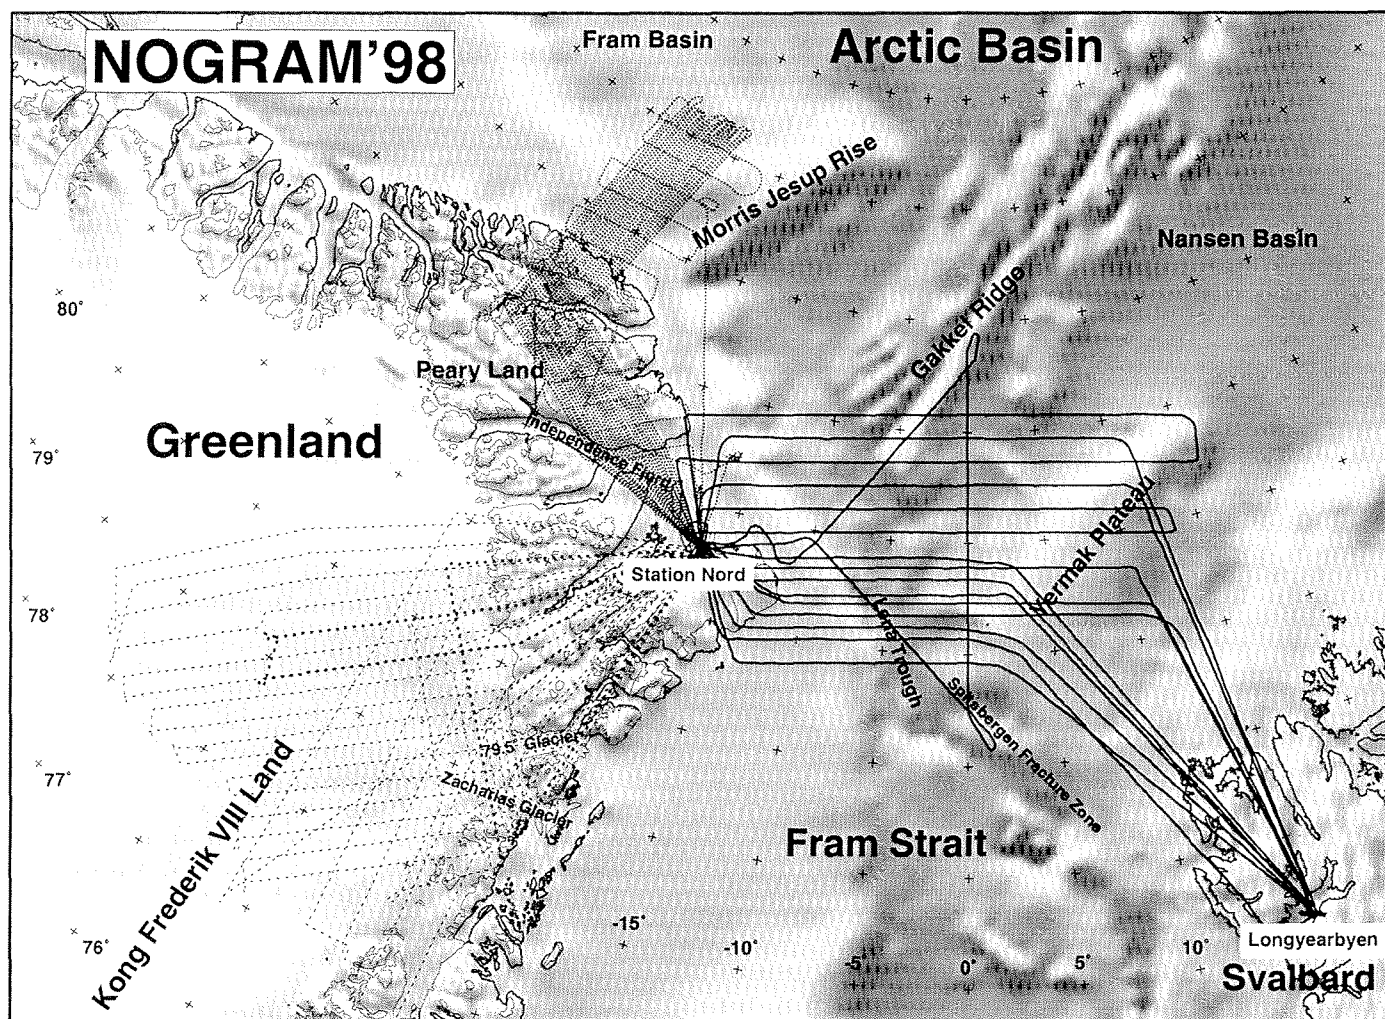 NOGRAM'98
Fram Basin
Arctic Basin
Morris Jesup Rise
Nansen Basin
Gakkel Ridge
80°
Peary Land
Greenland
Independence Fjord
79°
Yermak Plateau
Station Nord
78°
Lena Trough
Spitsbergen Fracture Zone
'79.5' Glacier
77°
Zacharias Glacier
Kong Frederik VIII Land
Fram Strait
-15°
-10°
-5°
0°
5°
10°
76°
Longyearbyen
Svalbard